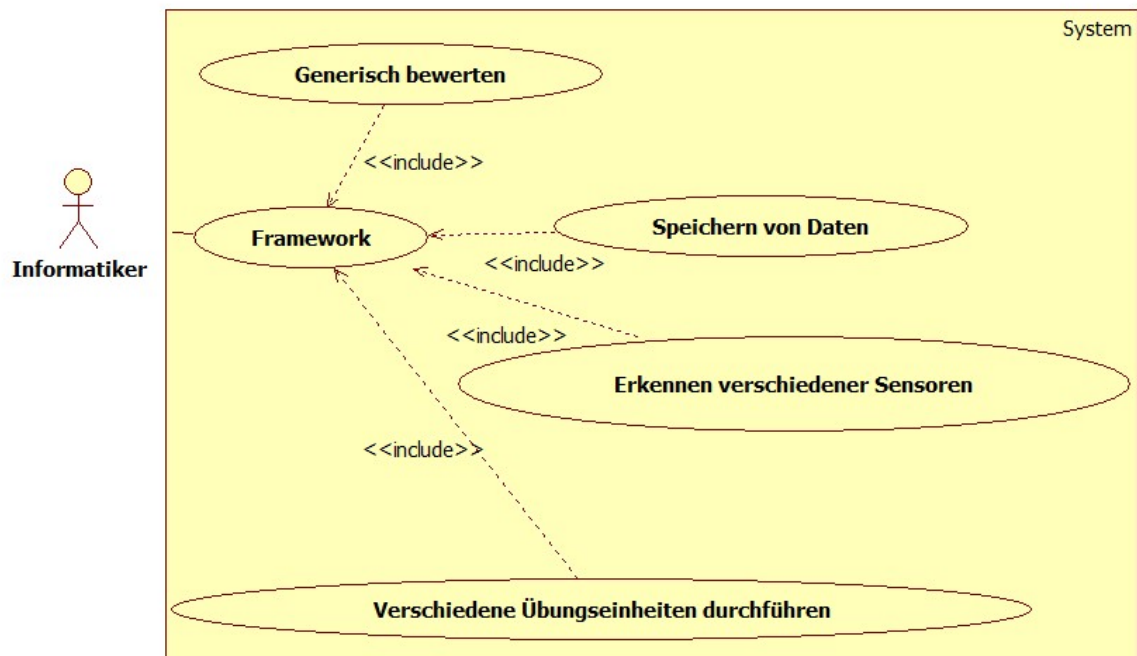 System
Generisch bewerten
<<include>>
Framework
Speichern von Daten
Informatiker
<<include>>
<<include>>
Erkennen verschiedener Sensoren
<<include>>
Verschiedene Übungseinheiten durchführen